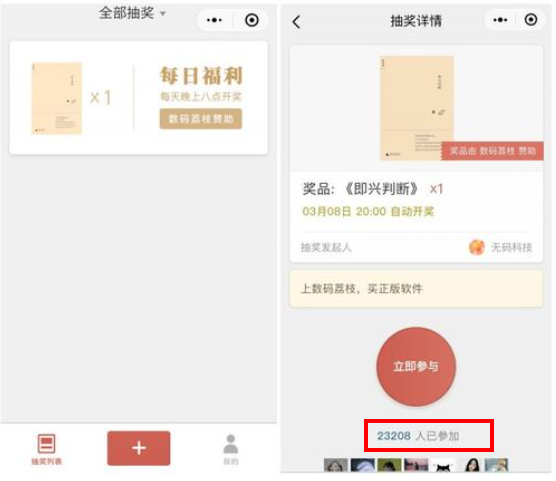 全部抽奖
x1
每日福利
每天晚上八点开奖
数码荔枝赞助
抽奖列表
我的
抽奖详情
奖品由 数码荔枝 赞助
奖品: 《即兴判断》 x1
03月08日 20:00 自动开奖
抽奖发起人
无码科技
上数码荔枝，买正版软件
立即参与
23208 人已参加